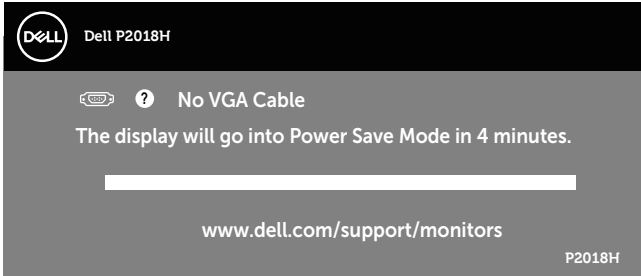 DELL
Dell P2018H
? No VGA Cable
The display will go into Power Save Mode in 4 minutes.
www.dell.com/support/monitors
P2018H